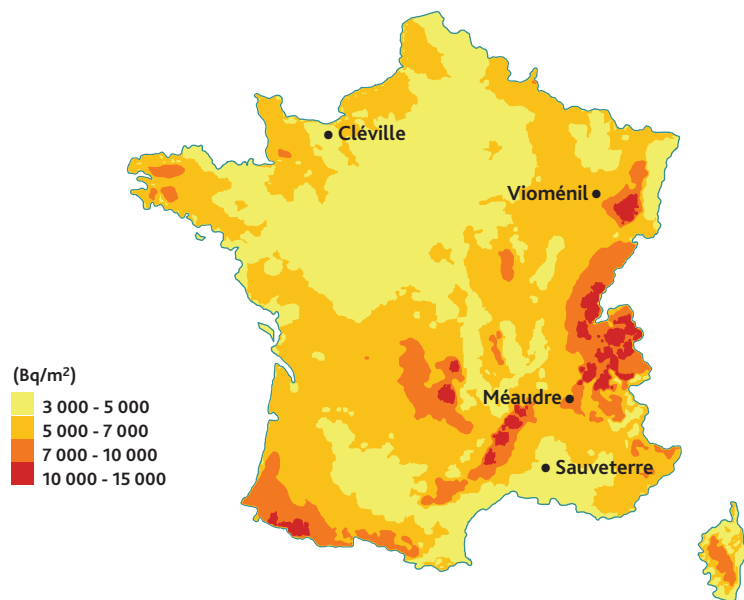 Cléville
Vioménil
(Bq/m²)
3 000 - 5 000
5 000 - 7 000
7 000 - 10 000
10 000 - 15 000
Méaudre
Sauveterre